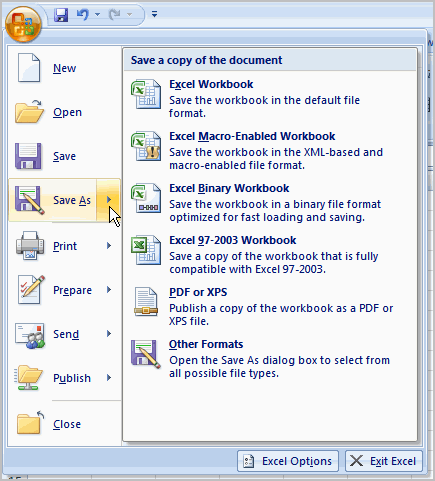 New
Open
Save
Save As
Print
Prepare
Send
Publish
Close
Save a copy of the document
Excel Workbook
Save the workbook in the default file
format.
Excel Macro-Enabled Workbook
Save the workbook in the XML-based and
macro-enabled file format.
Excel Binary Workbook
Save the workbook in a binary file format
optimized for fast loading and saving.
Excel 97-2003 Workbook
Save a copy of the workbook that is fully
compatible with Excel 97-2003.
PDF or XPS
Publish a copy of the workbook as a PDF or
XPS file.
Other Formats
Open the Save As dialog box to select from
all possible file types.
Excel Options
Exit Excel